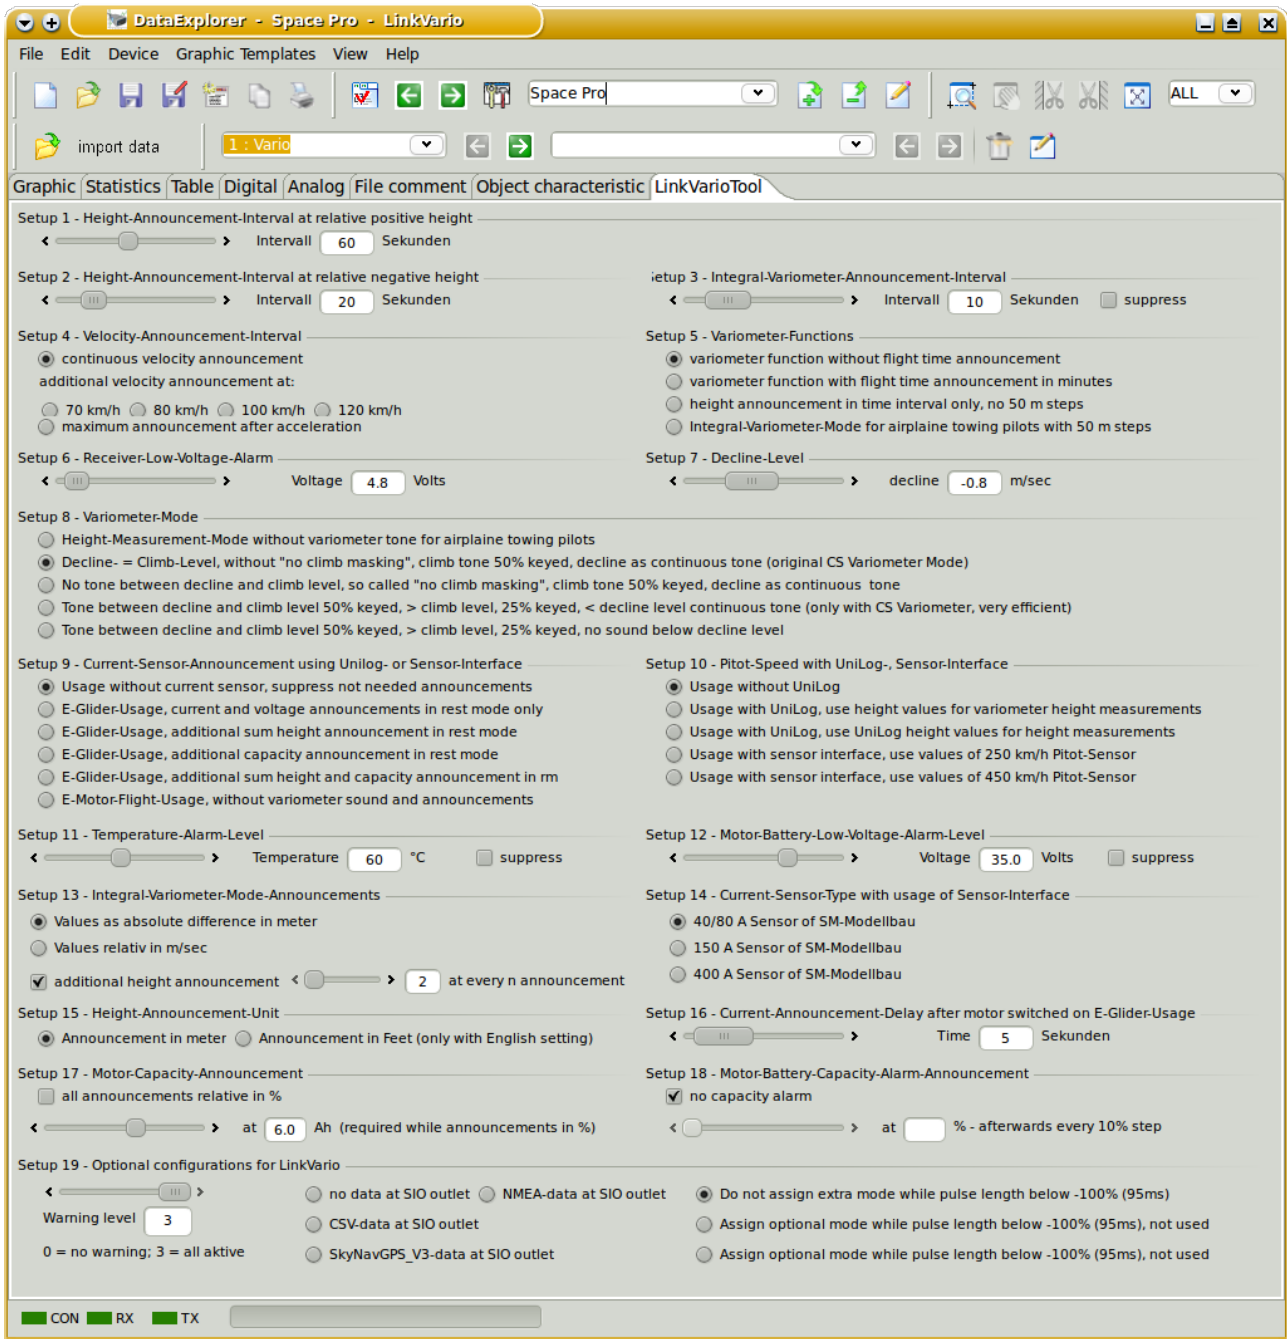 DataExplorer - Space Pro - LinkVario
File Edit Device Graphic Templates View Help
Space Pro ALL
import data 1 : Vario
Graphic Statistics Table Digital Analog File comment Object characteristic LinkVarioTool
Setup 1 - Height-Announcement-Interval at relative positive height
Intervall 60 Sekunden
Setup 2 - Height-Announcement-Interval at relative negative height
Intervall 20 Sekunden
Setup 3 - Integral-Variometer-Announcement-Interval
Intervall 10 Sekunden suppress
Setup 4 - Velocity-Announcement-Interval
continuous velocity announcement
additional velocity announcement at:
70 km/h 80 km/h 100 km/h 120 km/h
maximum announcement after acceleration
Setup 5 - Variometer-Functions
variometer function without flight time announcement
variometer function with flight time announcement in minutes
height announcement in time interval only, no 50 m steps
Integral-Variometer-Mode for airplaine towing pilots with 50 m steps
Setup 6 - Receiver-Low-Voltage-Alarm
Voltage 4.8 Volts
Setup 7 - Decline-Level
decline -0.8 m/sec
Setup 8 - Variometer-Mode
Height-Measurement-Mode without variometer tone for airplaine towing pilots
Decline- = Climb-Level, without "no climb masking", climb tone 50% keyed, decline as continuous tone (original CS Variometer Mode)
No tone between decline and climb level, so called "no climb masking", climb tone 50% keyed, decline as continuous tone
Tone between decline and climb level 50% keyed, > climb level, 25% keyed, < decline level continuous tone (only with CS Variometer, very efficient)
Tone between decline and climb level 50% keyed, > climb level, 25% keyed, no sound below decline level
Setup 9 - Current-Sensor-Announcement using Unilog- or Sensor-Interface
Usage without current sensor, suppress not needed announcements
E-Glider-Usage, current and voltage announcements in rest mode only
E-Glider-Usage, additional sum height announcement in rest mode
E-Glider-Usage, additional capacity announcement in rest mode
E-Glider-Usage, additional sum height and capacity announcement in rm
E-Motor-Flight-Usage, without variometer sound and announcements
Setup 10 - Pitot-Speed with UniLog-, Sensor-Interface
Usage without UniLog
Usage with UniLog, use height values for variometer height measurements
Usage with UniLog, use UniLog height values for height measurements
Usage with sensor interface, use values of 250 km/h Pitot-Sensor
Usage with sensor interface, use values of 450 km/h Pitot-Sensor
Setup 11 - Temperature-Alarm-Level
Temperature 60 °C suppress
Setup 12 - Motor-Battery-Low-Voltage-Alarm-Level
Voltage 35.0 Volts suppress
Setup 13 - Integral-Variometer-Mode-Announcements
Values as absolute difference in meter
Values relativ in m/sec
additional height announcement 2 at every n announcement
Setup 14 - Current-Sensor-Type with usage of Sensor-Interface
40/80 A Sensor of SM-Modellbau
150 A Sensor of SM-Modellbau
400 A Sensor of SM-Modellbau
Setup 15 - Height-Announcement-Unit
Announcement in meter Announcement in Feet (only with English setting)
Setup 16 - Current-Announcement-Delay after motor switched on E-Glider-Usage
Time 5 Sekunden
Setup 17 - Motor-Capacity-Announcement
all announcements relative in %
at 6.0 Ah (required while announcements in %)
Setup 18 - Motor-Battery-Capacity-Alarm-Announcement
no capacity alarm
at % - afterwards every 10% step
Setup 19 - Optional configurations for LinkVario
Warning level 3
0 = no warning; 3 = all aktive
no data at SIO outlet NMEA-data at SIO outlet
CSV-data at SIO outlet
SkyNavGPS_V3-data at SIO outlet
Do not assign extra mode while pulse length below -100% (95ms)
Assign optional mode while pulse length below -100% (95ms), not used
Assign optional mode while pulse length below -100% (95ms), not used
CON RX TX